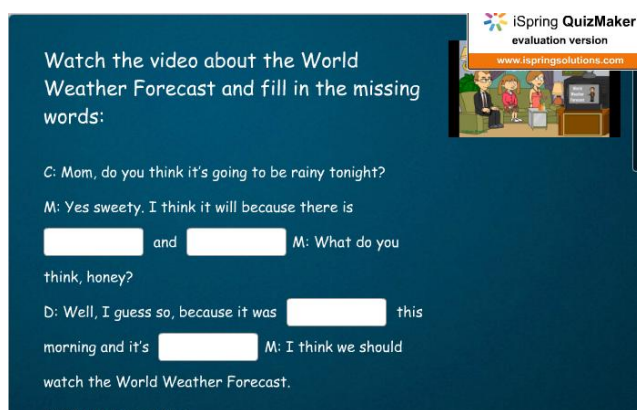 iSpring QuizMaker
evaluation version
www.ispringsolutions.com
Watch the video about the World
Weather Forecast and fill in the missing
words:
World
Weather
Forecast
C: Mom, do you think it's going to be rainy tonight?
M: Yes sweety. I think it will because there is
and M: What do you
think, honey?
D: Well, I guess so, because it was this
morning and it's M: I think we should
watch the World Weather Forecast.